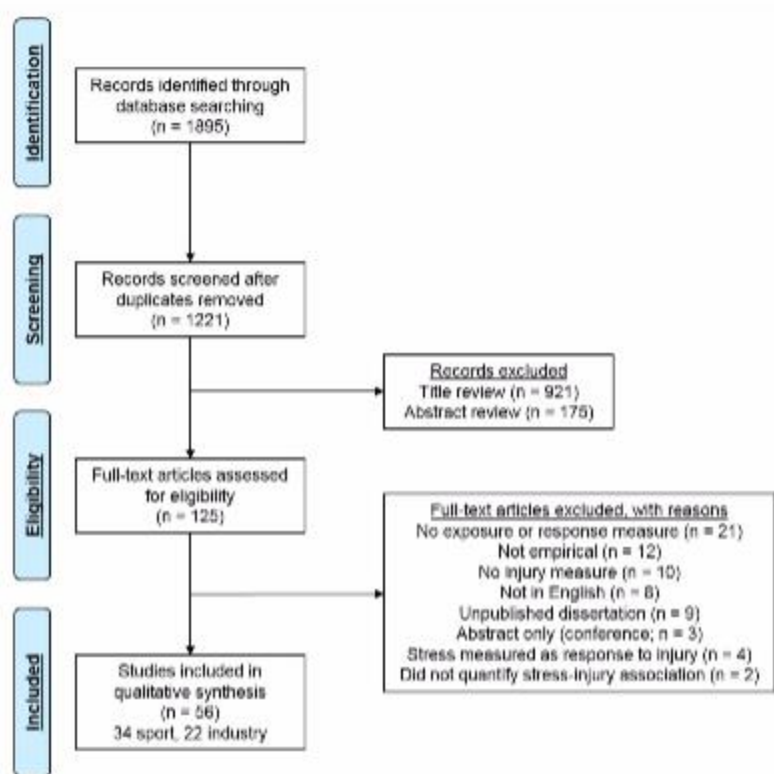 Identification
Records identified through
database searching
(n = 1895)
Screening
Records screened after
duplicates removed
(n = 1221)
Records excluded
Title review (n = 921)
Abstract review (n = 175)
Eligibility
Full-text articles assessed
for eligibility
(n = 125)
Full-text articles excluded, with reasons
No exposure or response measure (n = 21)
Not empirical (n = 12)
No injury measure (n = 10)
Not in English (n = 8)
Unpublished dissertation (n = 9)
Abstract only (conference; n = 3)
Stress measured as response to injury (n = 4)
Did not quantify stress-injury association (n = 2)
Included
Studies included in
qualitative synthesis
(n = 56)
34 sport, 22 industry